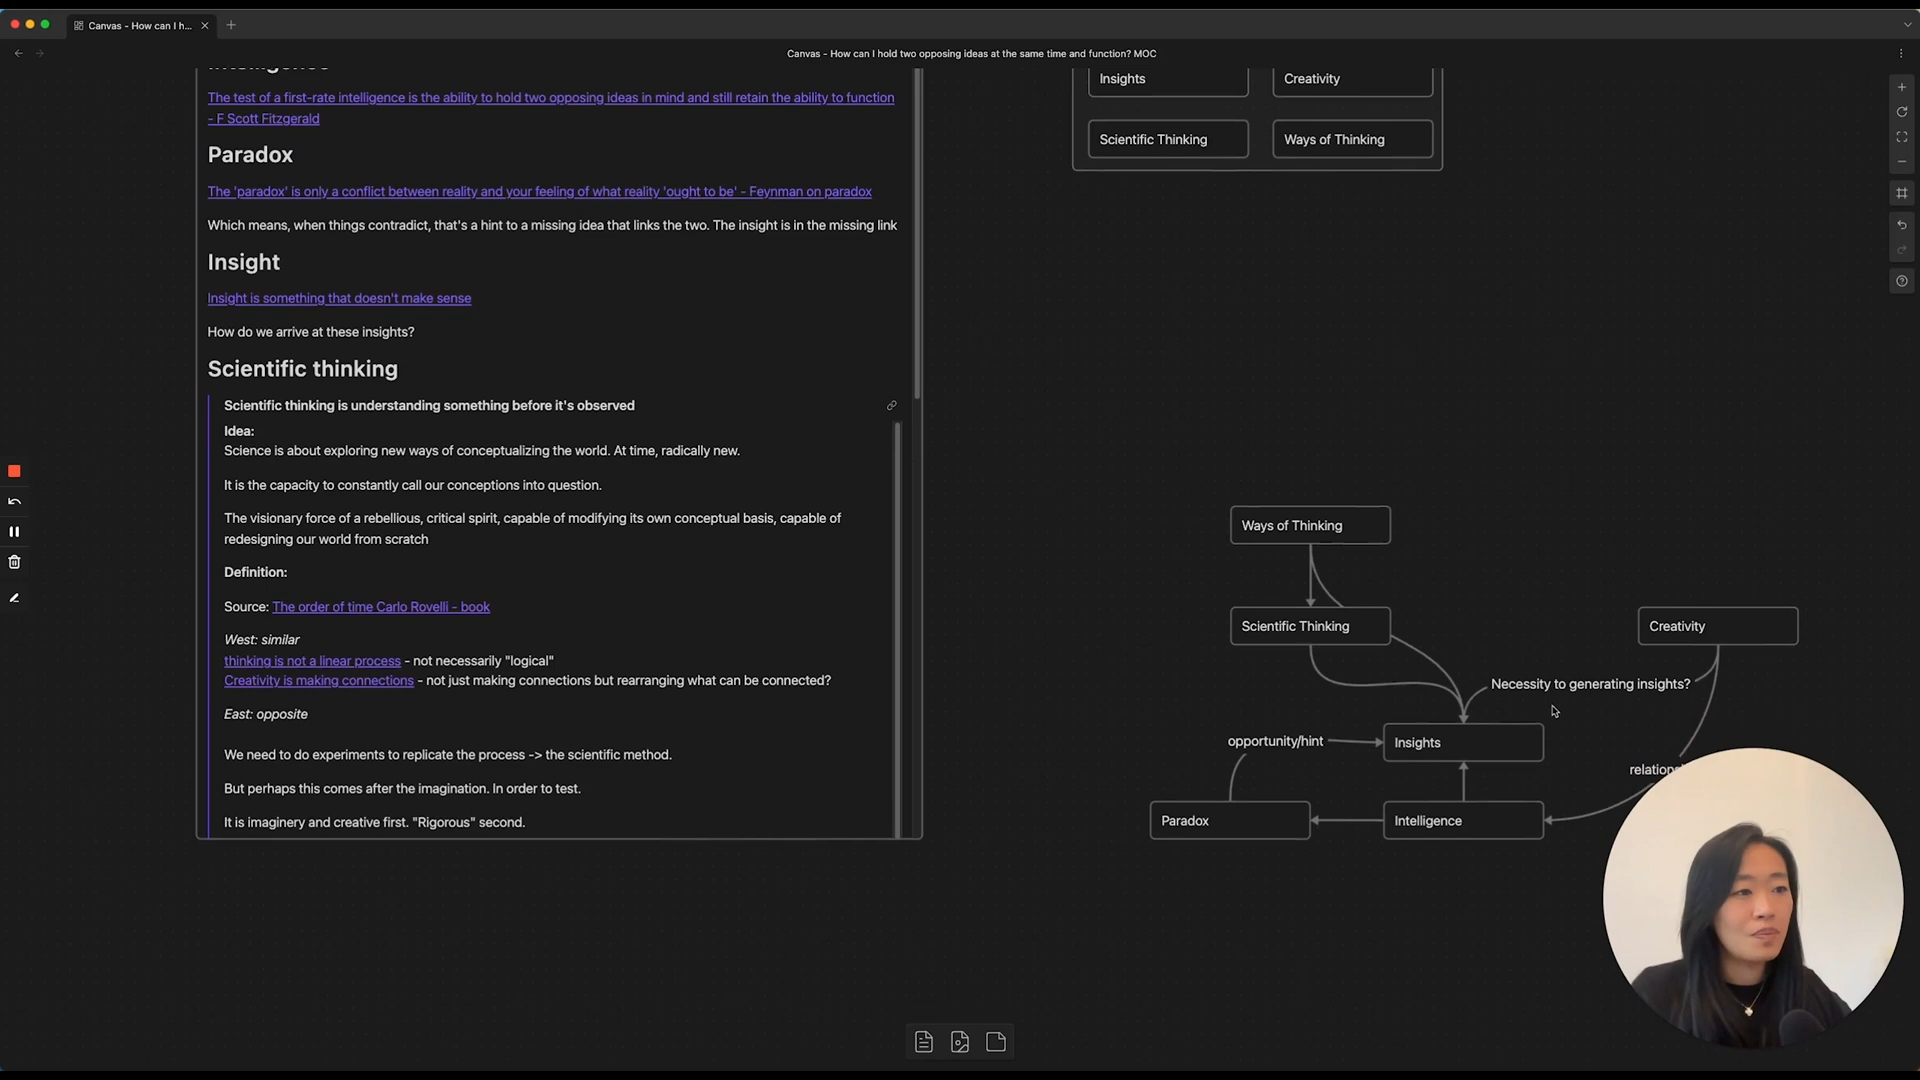 Canvas - How can I h...
Canvas - How can I hold two opposing ideas at the same time and function? MOC
Intelligence
The test of a first-rate intelligence is the ability to hold two opposing ideas in mind and still retain the ability to function
- F Scott Fitzgerald
Paradox
The 'paradox' is only a conflict between reality and your feeling of what reality 'ought to be' - Feynman on paradox
Which means, when things contradict, that's a hint to a missing idea that links the two. The insight is in the missing link
Insight
Insight is something that doesn't make sense
How do we arrive at these insights?
Scientific thinking
Scientific thinking is understanding something before it's observed
Idea:
Science is about exploring new ways of conceptualizing the world. At time, radically new.
It is the capacity to constantly call our conceptions into question.
The visionary force of a rebellious, critical spirit, capable of modifying its own conceptual basis, capable of
redesigning our world from scratch
Definition:
Source: The order of time Carlo Rovelli - book
West: similar
thinking is not a linear process - not necessarily "logical"
Creativity is making connections - not just making connections but rearranging what can be connected?
East: opposite
We need to do experiments to replicate the process -> the scientific method.
But perhaps this comes after the imagination. In order to test.
It is imaginery and creative first. "Rigorous" second.
Insights
Creativity
Scientific Thinking
Ways of Thinking
Ways of Thinking
Scientific Thinking
Creativity
Necessity to generating insights?
opportunity/hint
Insights
Paradox
Intelligence